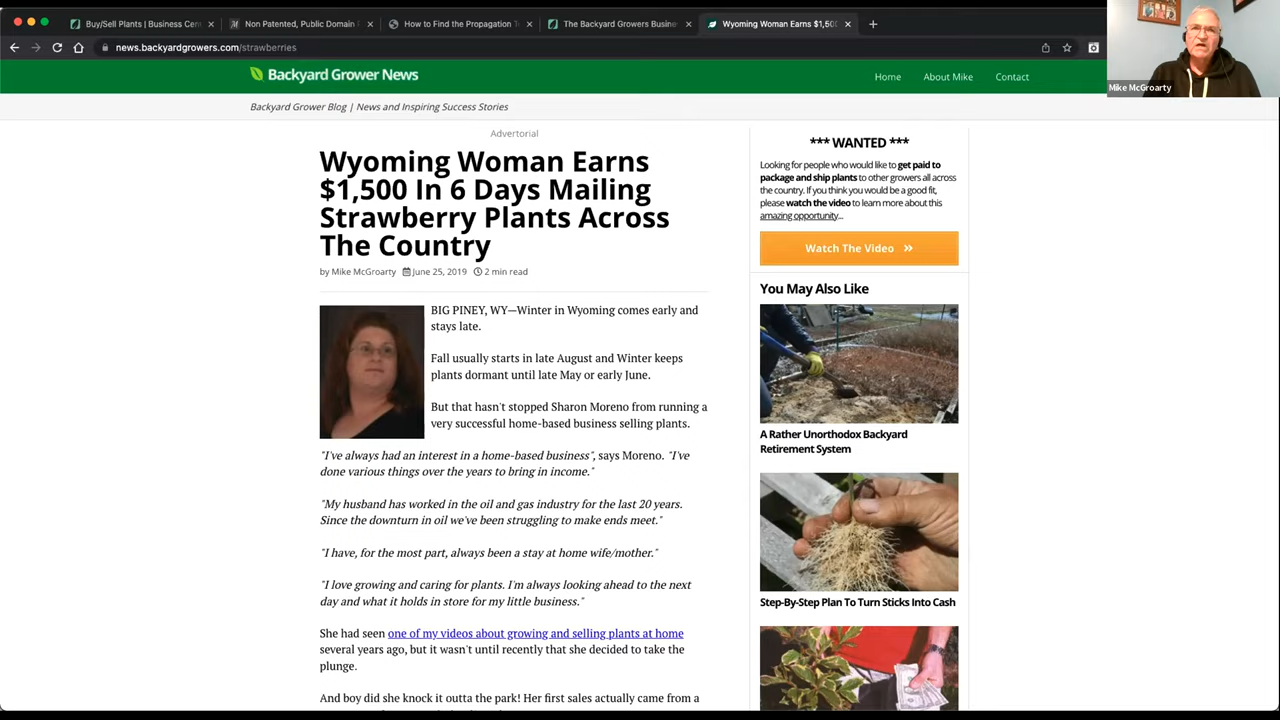 Buy/Sell Plants | Business Cen
Non Patented, Public Domain P
How to Find the Propagation T
The Backyard Growers Busine
Wyoming Woman Earns $1,500
news.backyardgrowers.com/strawberries
Mike McGroarty
Backyard Grower News
Home About Mike Contact
Backyard Grower Blog | News and Inspiring Success Stories
Advertorial
Wyoming Woman Earns
$1,500 In 6 Days Mailing
Strawberry Plants Across
The Country
by Mike McGroarty June 25, 2019 2 min read
BIG PINEY, WY—Winter in Wyoming comes early and
stays late.
Fall usually starts in late August and Winter keeps
plants dormant until late May or early June.
But that hasn't stopped Sharon Moreno from running a
very successful home-based business selling plants.
"I've always had an interest in a home-based business", says Moreno. "I've
done various things over the years to bring in income."
"My husband has worked in the oil and gas industry for the last 20 years.
Since the downturn in oil we've been struggling to make ends meet."
"I have, for the most part, always been a stay at home wife/mother."
"I love growing and caring for plants. I'm always looking ahead to the next
day and what it holds in store for my little business."
She had seen one of my videos about growing and selling plants at home
several years ago, but it wasn't until recently that she decided to take the
plunge.
And boy did she knock it outta the park! Her first sales actually came from a
*** WANTED ***
Looking for people who would like to get paid to
package and ship plants to other growers all across
the country. If you think you would be a good fit,
please watch the video to learn more about this
amazing opportunity...
Watch The Video »
You May Also Like
A Rather Unorthodox Backyard
Retirement System
Step-By-Step Plan To Turn Sticks Into Cash